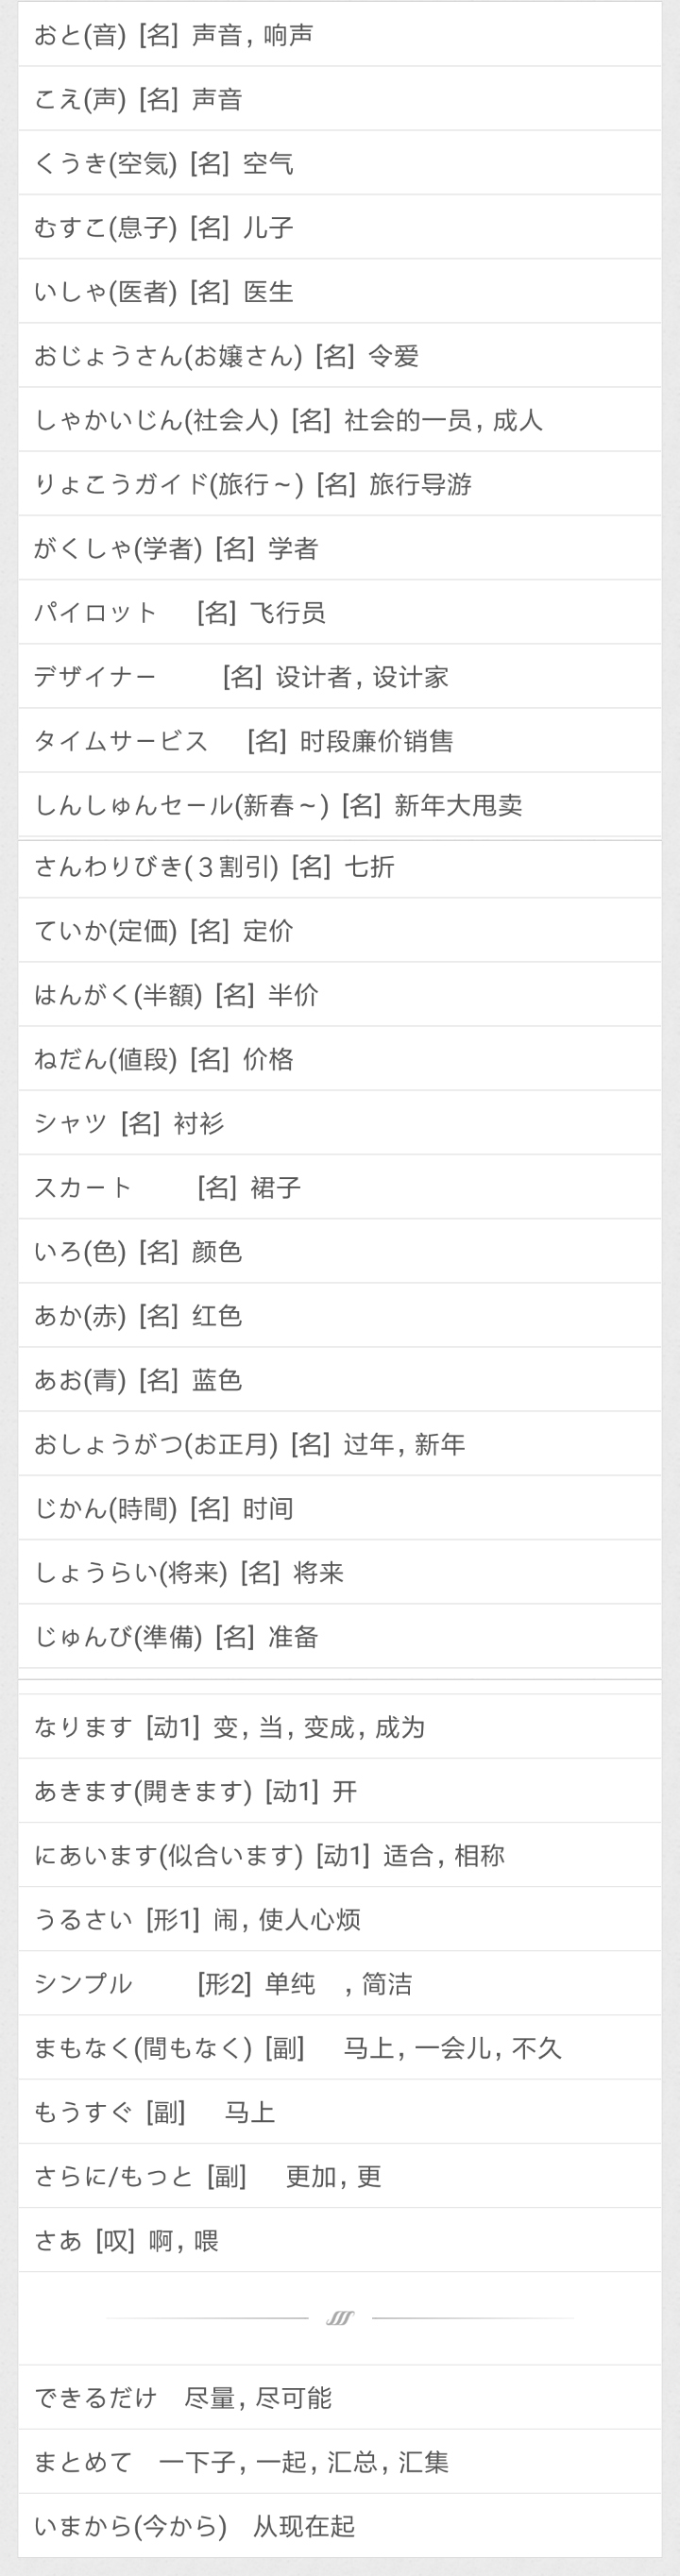 おと(音) [名] 声音，响声
こえ(声) [名] 声音
くうき(空気) [名] 空气
むすこ(息子) [名] 儿子
いしゃ(医者) [名] 医生
おじょうさん(お嬢さん) [名] 令爱
しゃかいじん(社会人) [名] 社会的一员，成人
りょこうガイド(旅行～) [名] 旅行导游
がくしゃ(学者) [名] 学者
パイロット [名] 飞行员
デザイナー [名] 设计者，设计家
タイムサービス [名] 时段廉价销售
しんしゅんセール(新春～) [名] 新年大甩卖
さんわりびき(３割引) [名] 七折
ていか(定価) [名] 定价
はんがく(半額) [名] 半价
ねだん(値段) [名] 价格
シャツ [名] 衬衫
スカート [名] 裙子
いろ(色) [名] 颜色
あか(赤) [名] 红色
あお(青) [名] 蓝色
おしょうがつ(お正月) [名] 过年，新年
じかん(時間) [名] 时间
しょうらい(将来) [名] 将来
じゅんび(準備) [名] 准备
なります [动1] 变，当，变成，成为
あきます(開きます) [动1] 开
にあいます(似合います) [动1] 适合，相称
うるさい [形1] 闹，使人心烦
シンプル [形2] 单纯 ，简洁
まもなく(間もなく) [副] 马上，一会儿，不久
もうすぐ [副] 马上
さらに/もっと [副] 更加，更
さあ [叹] 啊，喂
できるだけ 尽量，尽可能
まとめて 一下子，一起，汇总，汇集
いまから(今から) 从现在起